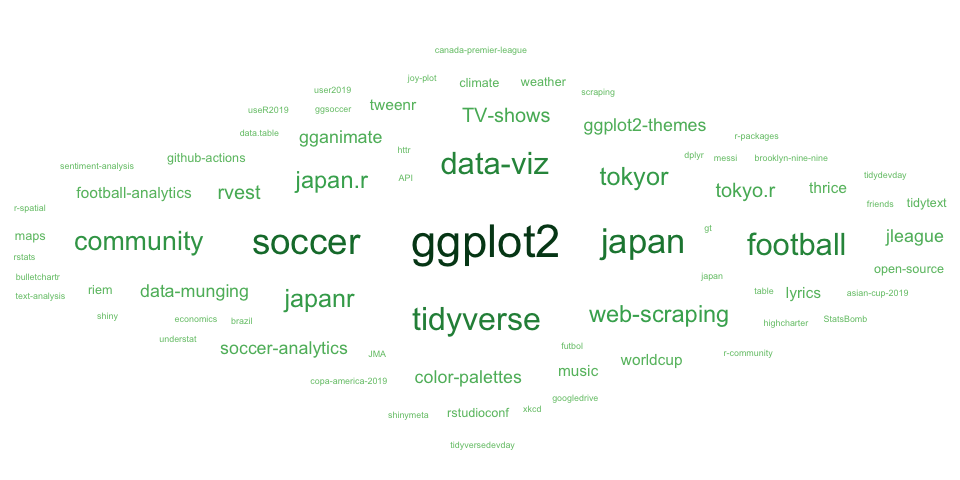 canada-premier-league
joy-plot climate weather
user2019 scraping
useR2019 ggsoccer tweenr TV-shows
data.table gganimate ggplot2-themes r-packages
sentiment-analysis github-actions httr data-viz dplyr messi brooklyn-nine-nine
football-analytics rvest japan.r API tokyor tokyo.r thrice tidydevday
r-spatial friends tidytext
maps community soccer ggplot2 japan gt football jleague
rstats
bulletchartr japan open-source
text-analysis riem data-munging japanr table lyrics asian-cup-2019
shiny economics brazil tidyverse web-scraping highcharter StatsBomb
understat soccer-analytics JMA futbol worldcup r-community
copa-america-2019 color-palettes music
googledrive
shinymeta rstudioconf xkcd
tidyversedevday